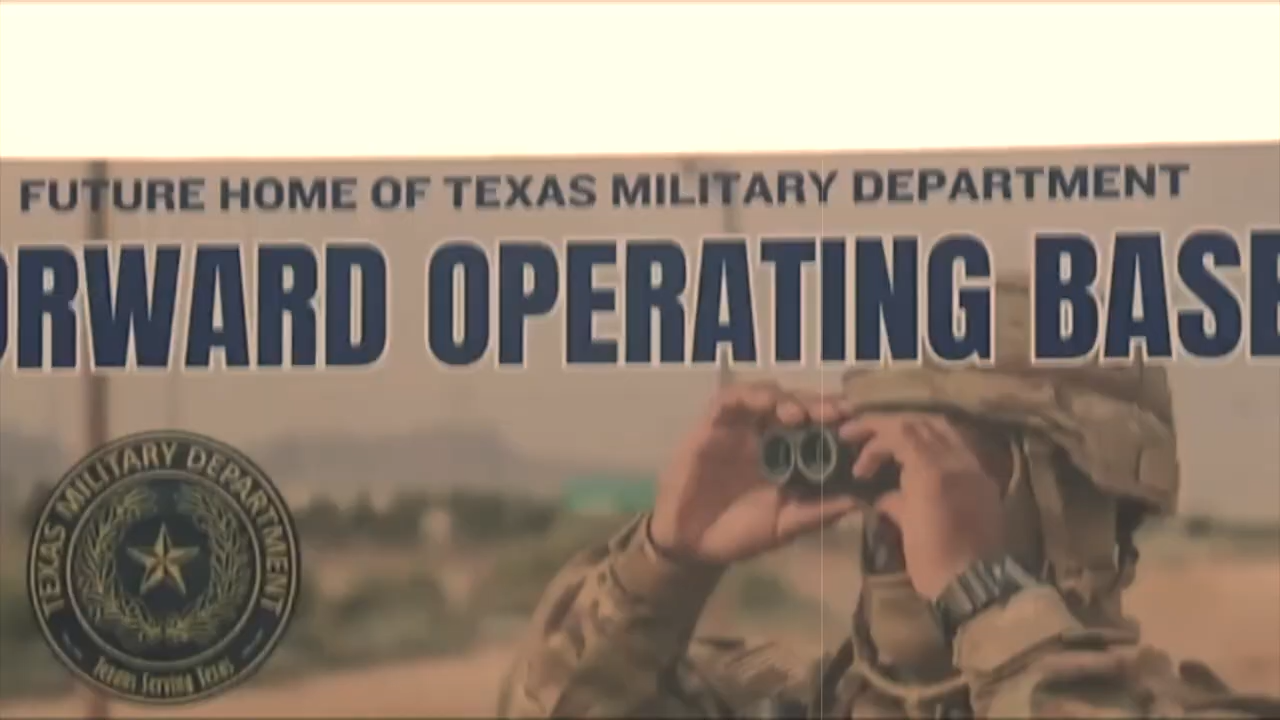 FUTURE HOME OF TEXAS MILITARY DEPARTMENT
ORWARD OPERATING BASE
TEXAS MILITARY DEPARTMENT
Texans Serving Texas